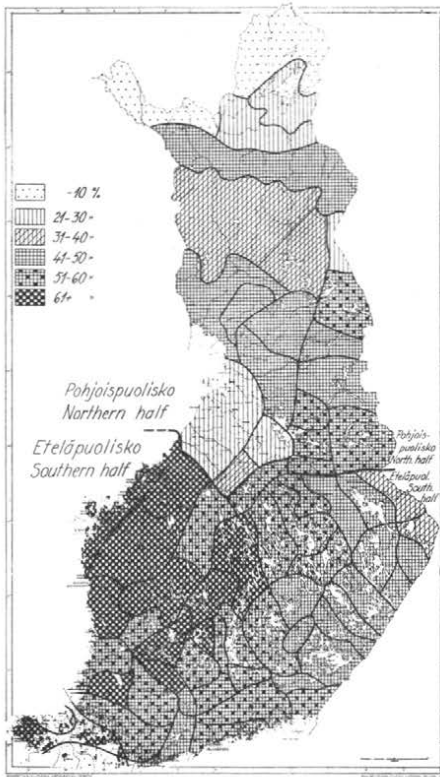 -10 %
21-30 "
31-40 "
41-50 "
51-60 "
61+ "
Pohjoispuolisko
Northern half
Eteläpuolisko
Southern half
Pohjois-
puolisko
North. half
Eteläpuol.
South.
half